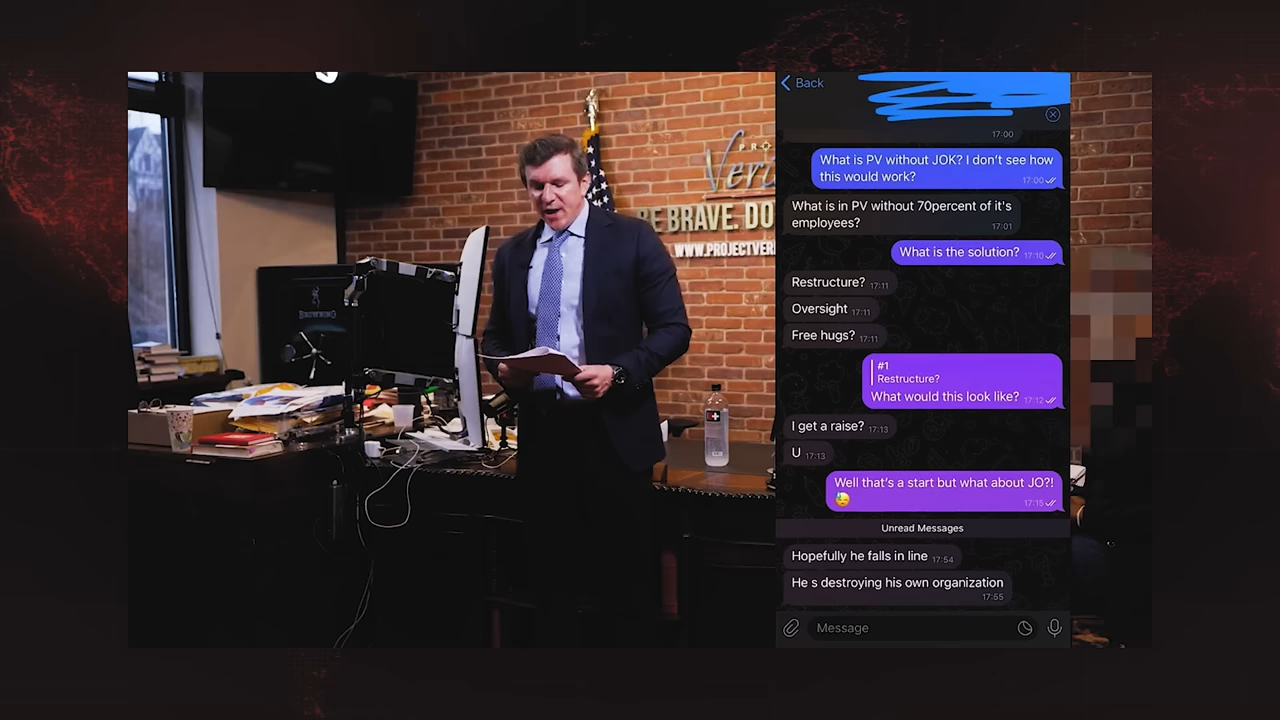 PRO
Veri
BE BRAVE. DO
WWW.PROJECTVERI
BROWNING
Back
17:00
What is PV without JOK? I don't see how
this would work?
17:00
What is in PV without 70percent of it's
employees?
17:01
What is the solution? 17:10
Restructure? 17:11
Oversight 17:11
Free hugs? 17:11
#1
Restructure?
What would this look like? 17:12
I get a raise? 17:13
U 17:13
Well that's a start but what about JO?!
17:15
Unread Messages
Hopefully he falls in line 17:54
He s destroying his own organization
17:55
Message